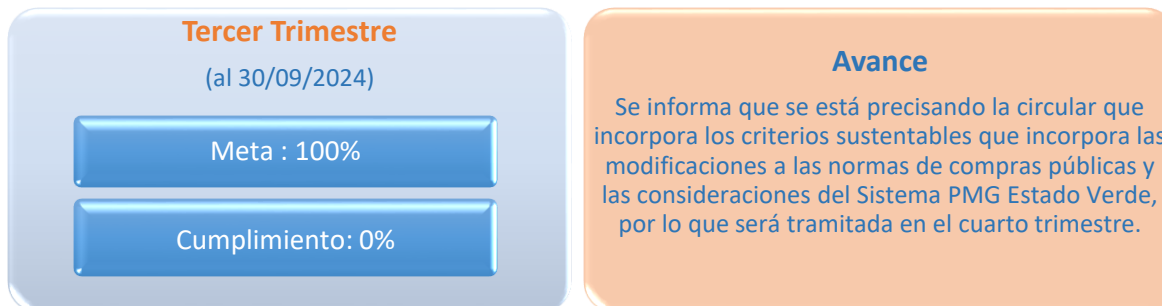 Tercer Trimestre
(al 30/09/2024)
Meta : 100%
Cumplimiento: 0%
Avance
Se informa que se está precisando la circular que
incorpora los criterios sustentables que incorpora las
modificaciones a las normas de compras públicas y
las consideraciones del Sistema PMG Estado Verde,
por lo que será tramitada en el cuarto trimestre.